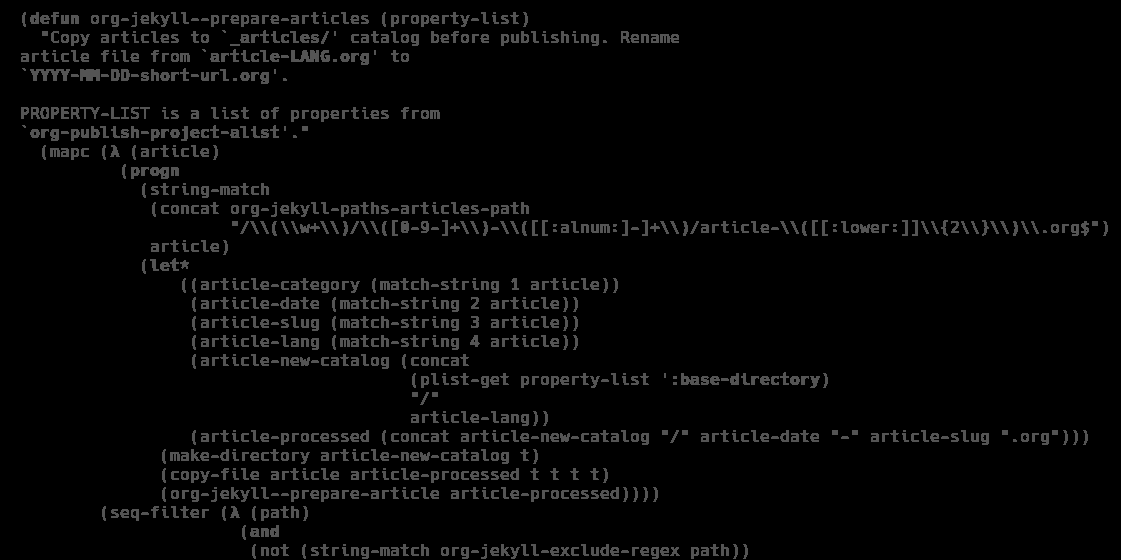 (defun org-jekyll--prepare-articles (property-list)
  "Copy articles to `_articles/' catalog before publishing. Rename
article file from `article-LANG.org' to
`YYYY-MM-DD-short-url.org'.

PROPERTY-LIST is a list of properties from
`org-publish-project-alist'."
  (mapc (λ (article)
          (progn
            (string-match
             (concat org-jekyll-paths-articles-path
                     "/\\(\\w+\\)/\\([0-9-]+\\)-\\([[:alnum:]-]+\\)/article-\\([[:lower:]]\\{2\\}\\)\\.org$")
             article)
            (let*
                ((article-category (match-string 1 article))
                 (article-date (match-string 2 article))
                 (article-slug (match-string 3 article))
                 (article-lang (match-string 4 article))
                 (article-new-catalog (concat
                                       (plist-get property-list ':base-directory)
                                       "/"
                                       article-lang))
                 (article-processed (concat article-new-catalog "/" article-date "-" article-slug ".org")))
              (make-directory article-new-catalog t)
              (copy-file article article-processed t t t t)
              (org-jekyll--prepare-article article-processed))))
        (seq-filter (λ (path)
                      (and
                       (not (string-match org-jekyll-exclude-regex path))